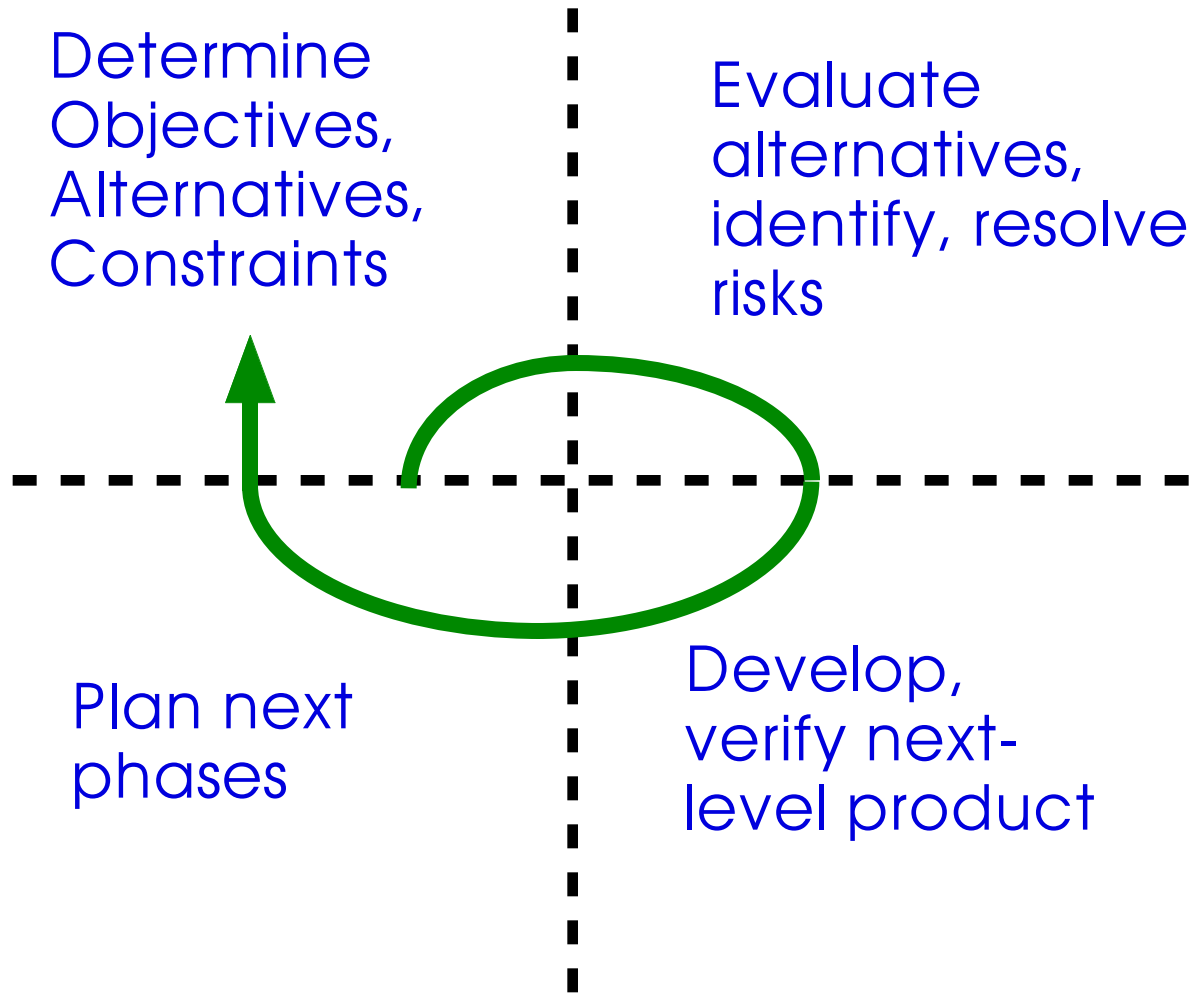 Determine
Objectives,
Alternatives,
Constraints
Evaluate
alternatives,
identify, resolve
risks
Plan next
phases
Develop,
verify next-
level product